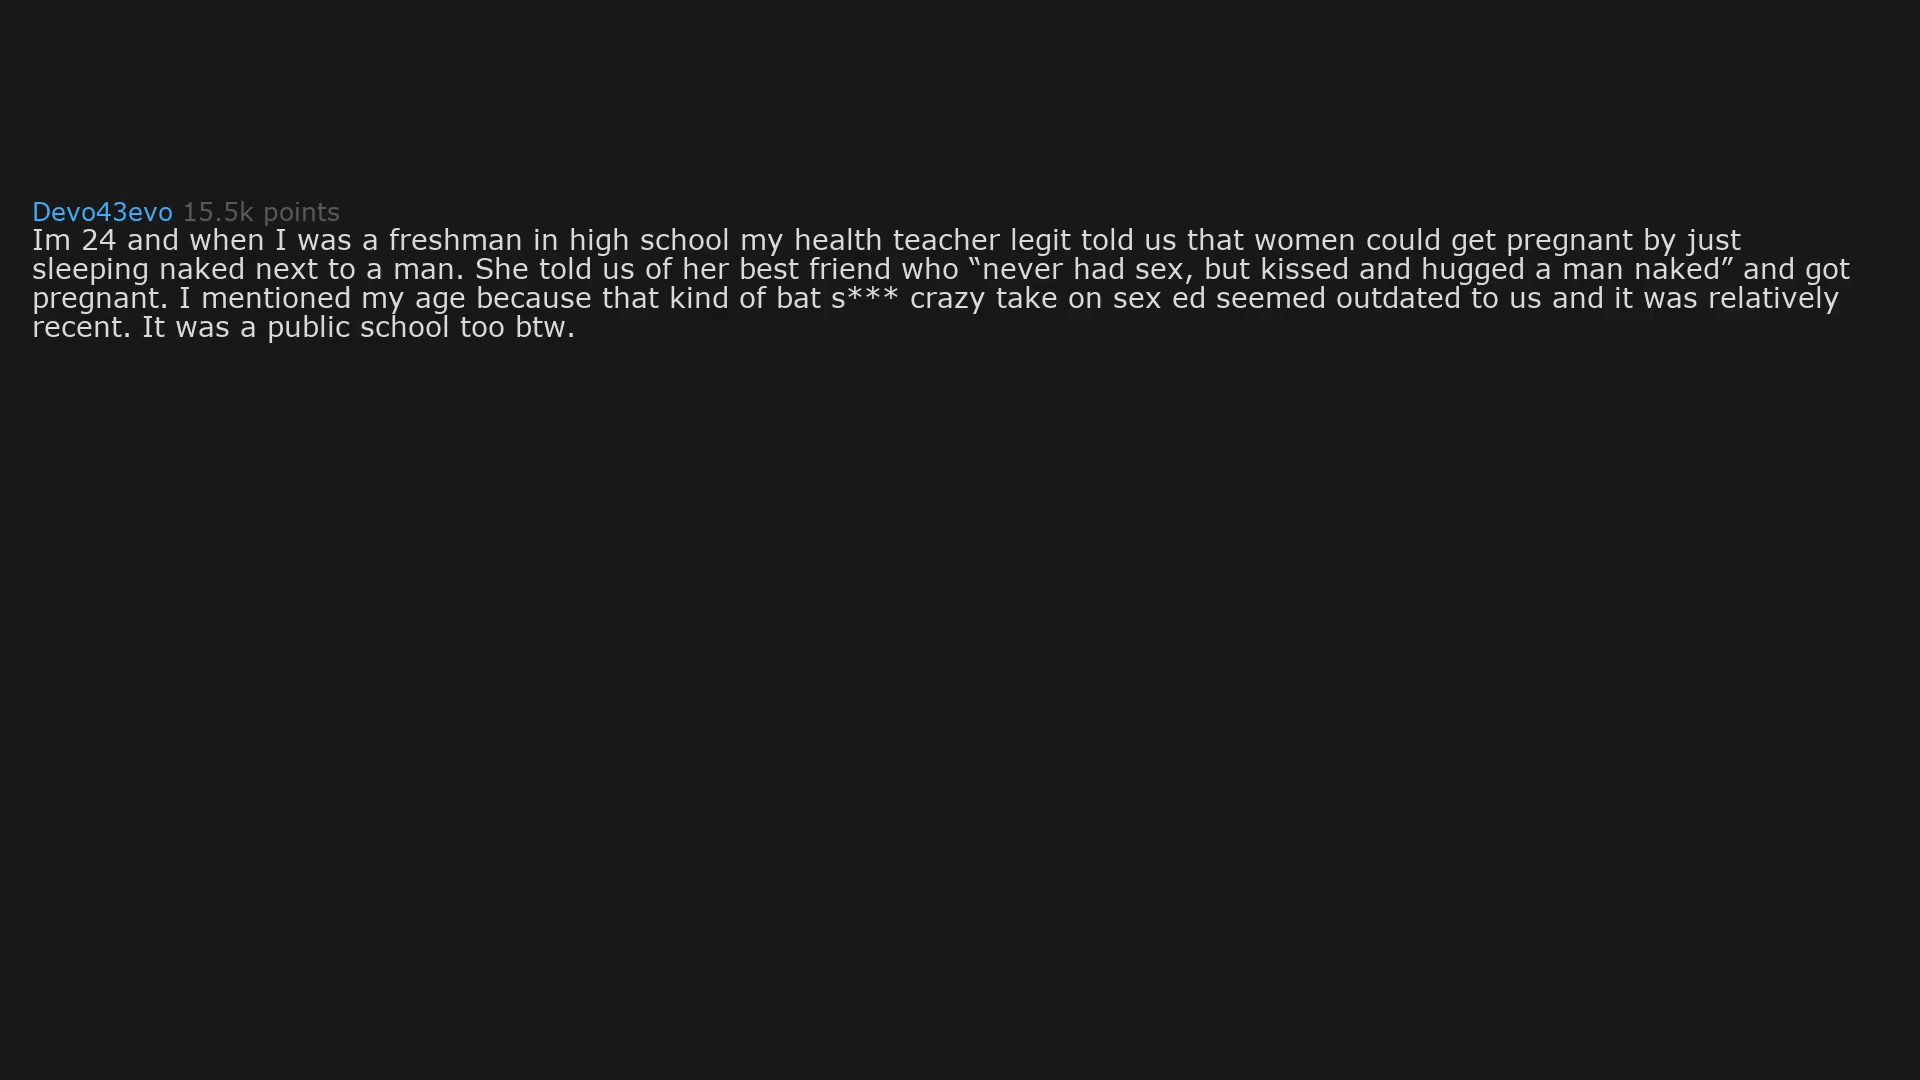 Devo43evo 15.5k points
Im 24 and when I was a freshman in high school my health teacher legit told us that women could get pregnant by just
sleeping naked next to a man. She told us of her best friend who “never had sex, but kissed and hugged a man naked” and got
pregnant. I mentioned my age because that kind of bat s*** crazy take on sex ed seemed outdated to us and it was relatively
recent. It was a public school too btw.